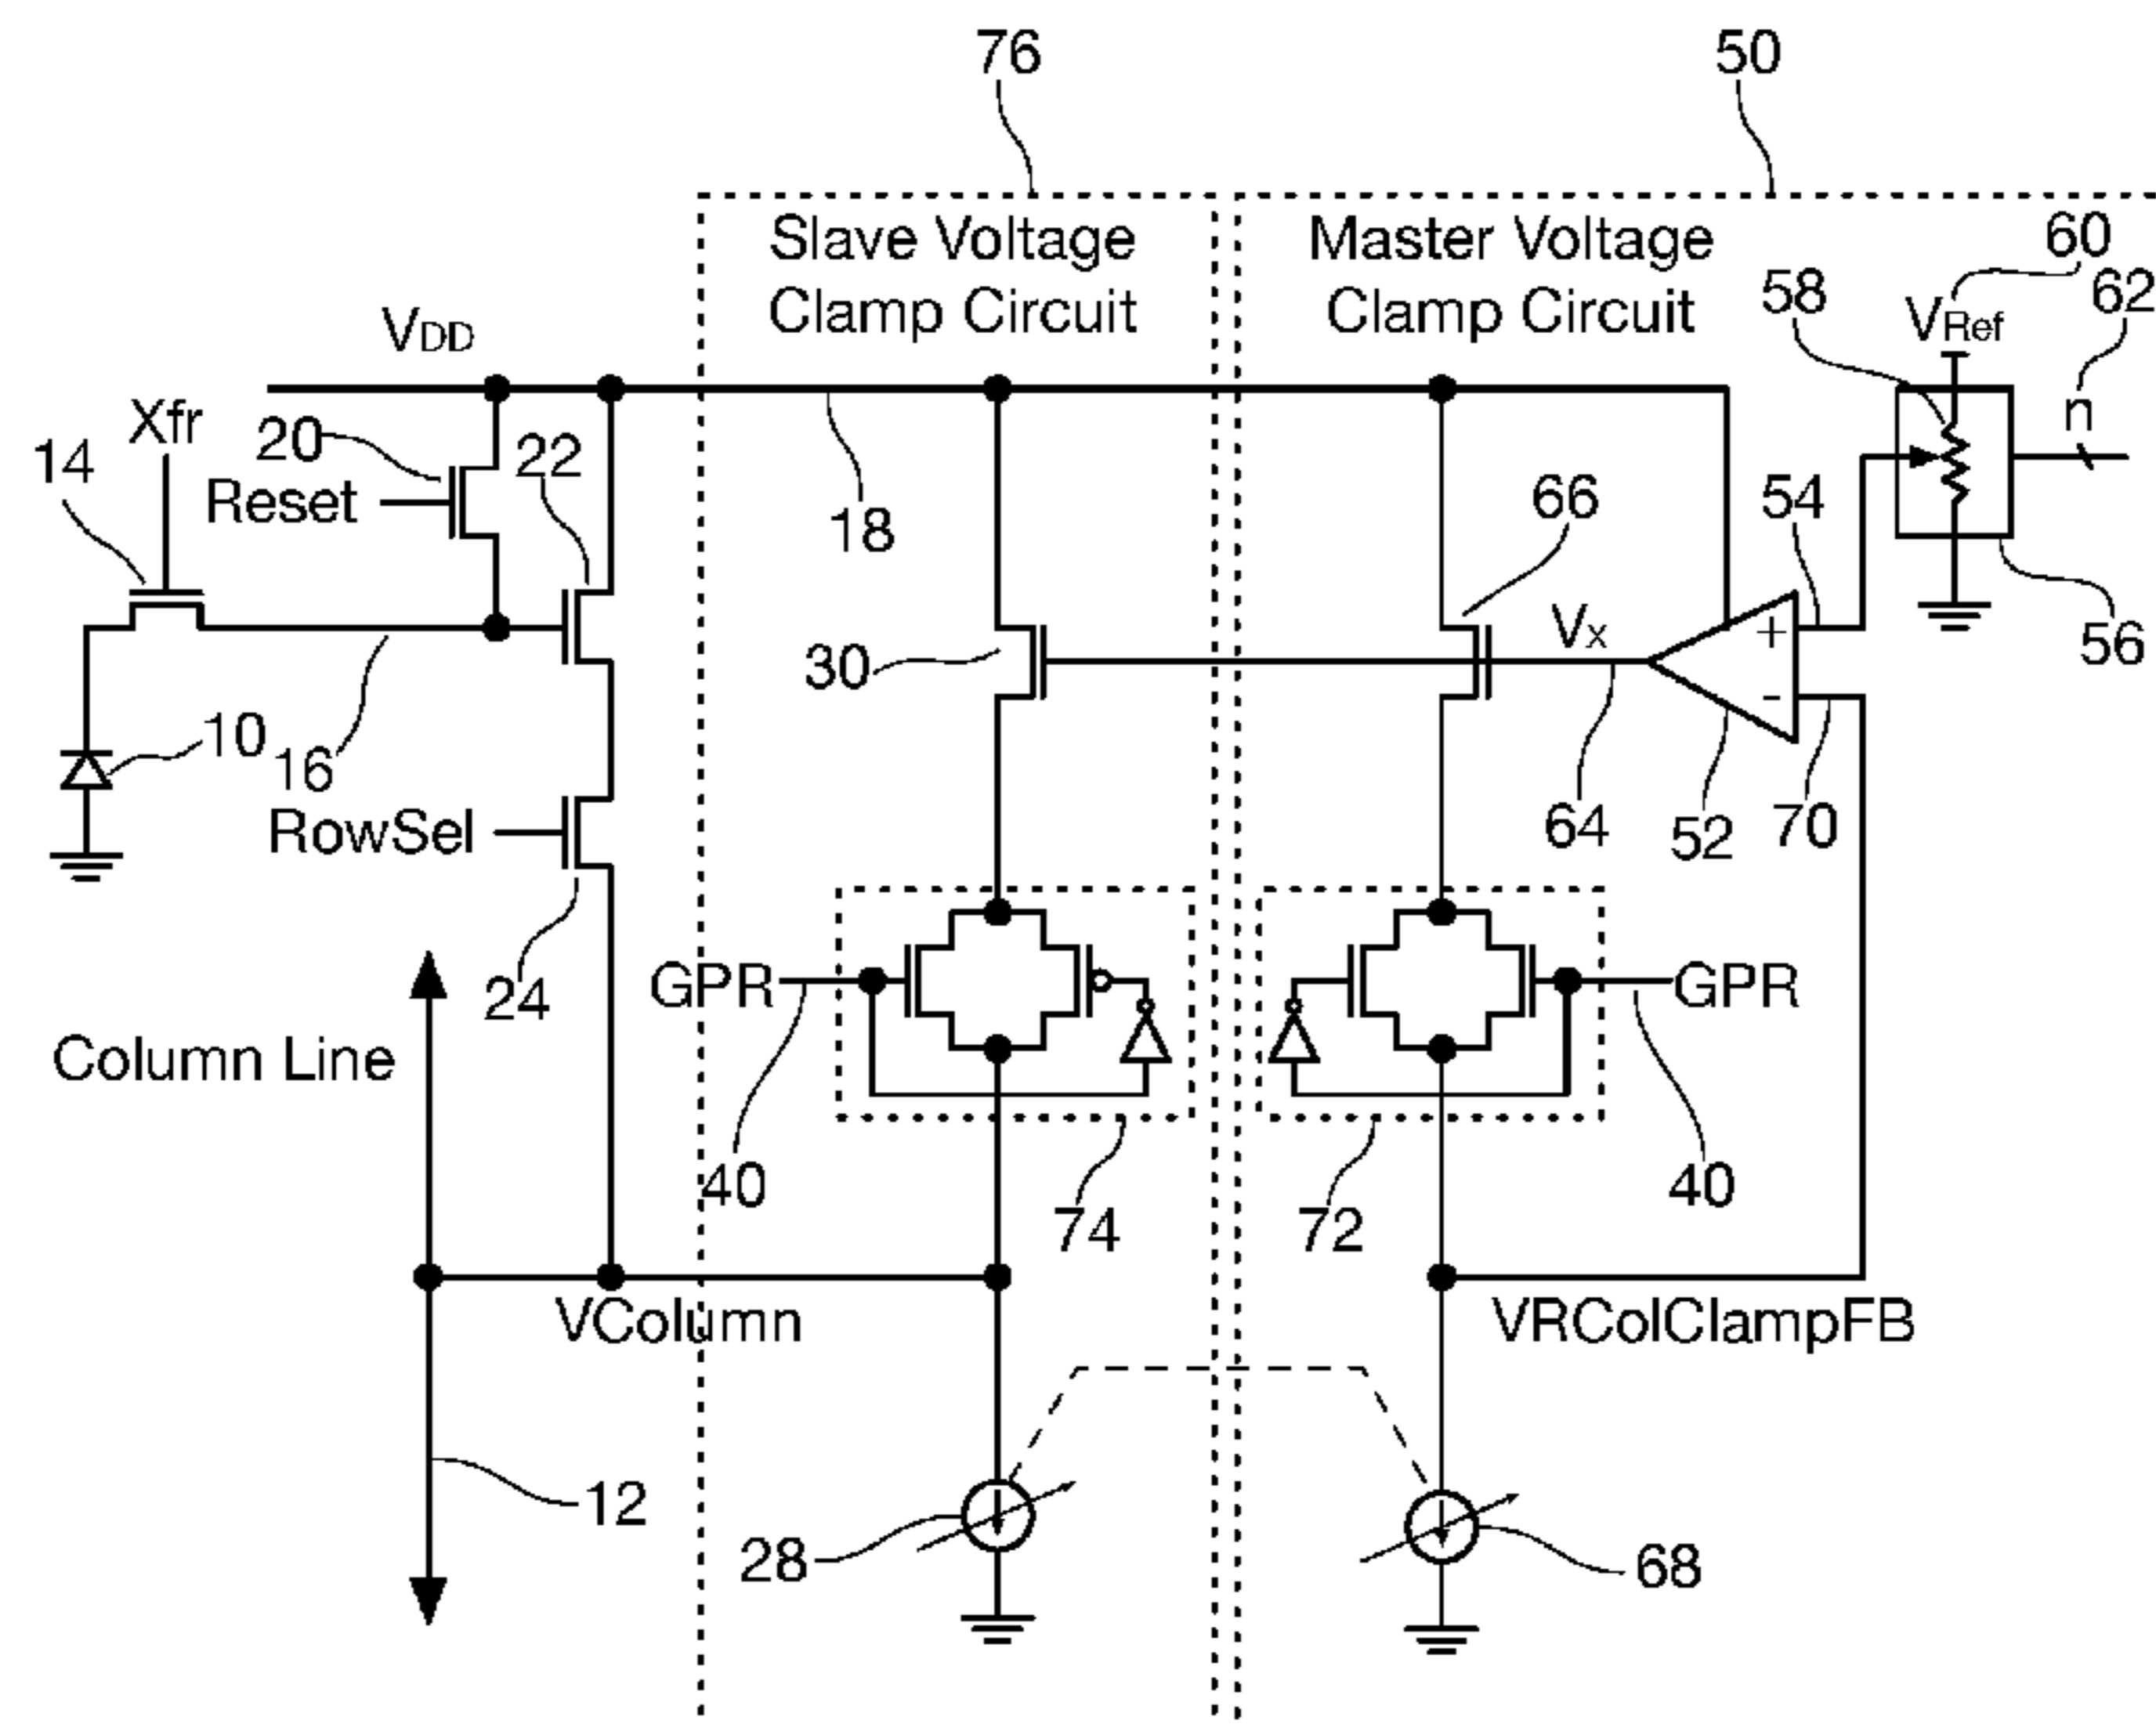 76
50
Slave Voltage
Clamp Circuit
Master Voltage
Clamp Circuit
60
58
VRef
62
VDD
n
Xfr
20
22
14
Reset
18
66
54
Vx
+
56
30
-
10
16
64
52
70
RowSel
24
GPR
GPR
Column Line
40
74
72
40
VColumn
VRColClampFB
12
28
68